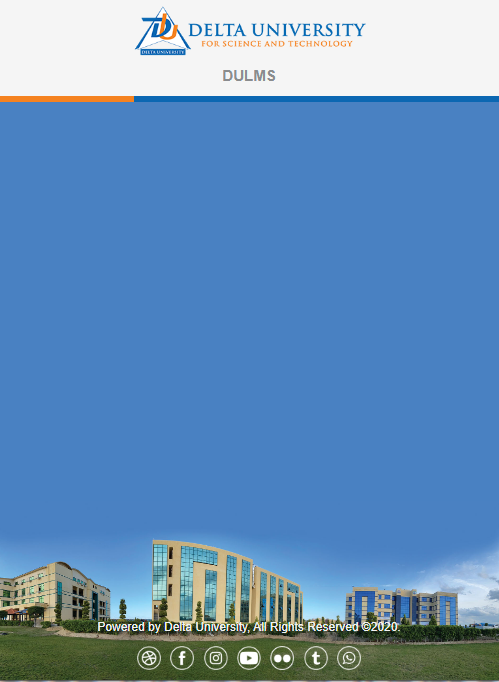 DELTA UNIVERSITY
FOR SCIENCE AND TECHNOLOGY
DELTA UNIVERSITY
DULMS
Powered by Delta University, All Rights Reserved ©2020.